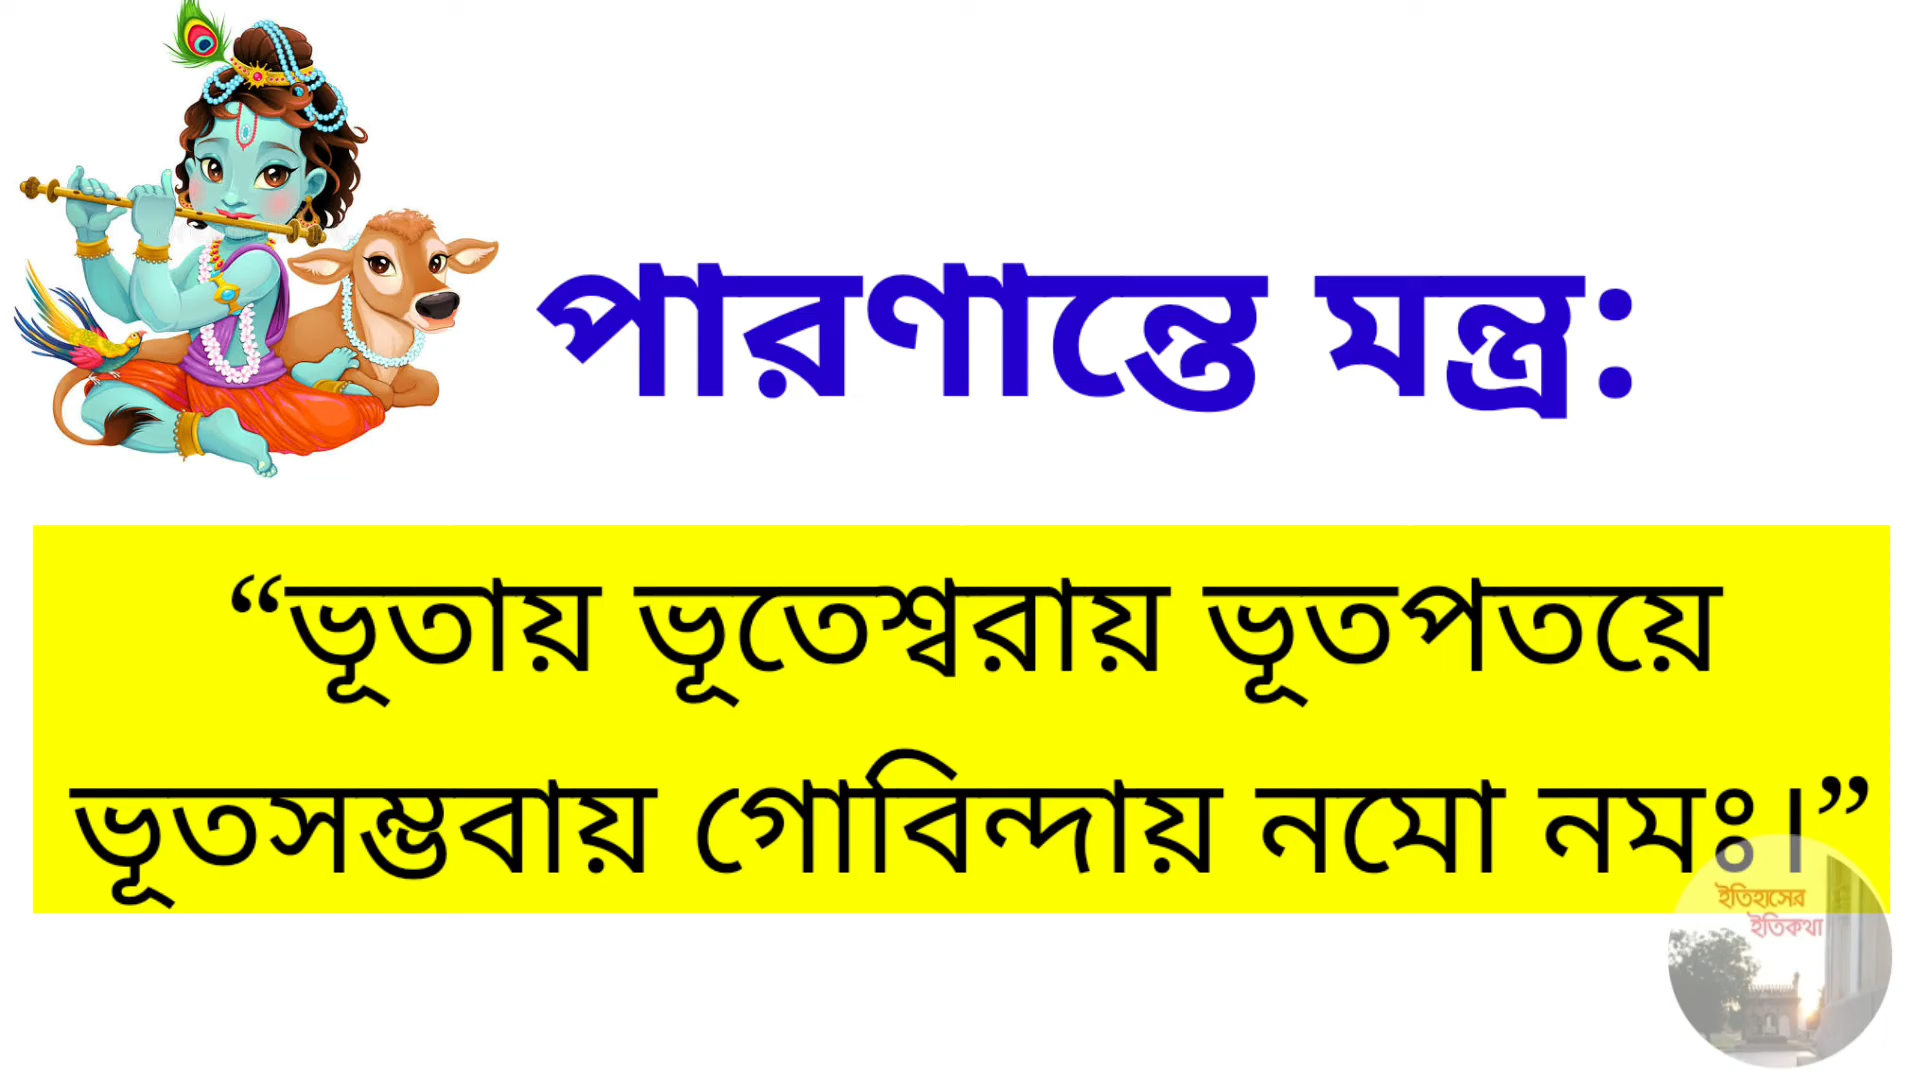 পারণান্তে মন্ত্র:
“ভূতায় ভূতেশ্বরায় ভূতপতয়ে
ভূতসম্ভবায় গোবিন্দায় নমো নমঃ।”
ইতিহাসের
ইতিকথা